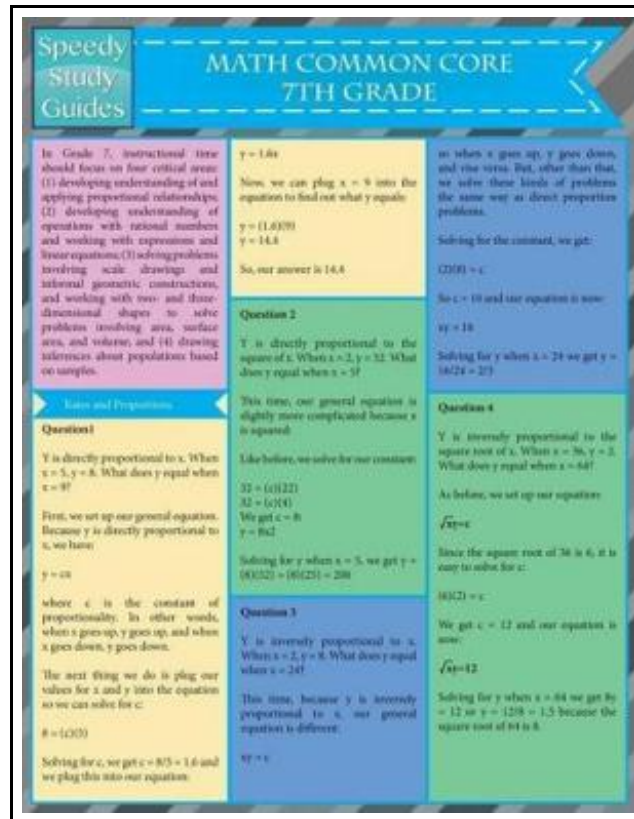 Speedy
Study
Guides
MATH COMMON CORE
7TH GRADE
In Grade 7, instructional time
should focus on four critical areas:
(1) developing understanding of and
applying proportional relationships;
(2) developing understanding of
operations with rational numbers
and working with expressions and
linear equations; (3) solving problems
involving scale drawings and
informal geometric constructions,
and working with two- and three-
dimensional shapes to solve
problems involving area, surface
area, and volume; and (4) drawing
inferences about populations based
on samples.
Rates and Proportions
Question1
Y is directly proportional to x. When
x = 5, y = 8. What does y equal when
x = 9?
First, we set up our general equation.
Because y is directly proportional to
x, we have:
y = cx
where c is the constant of
proportionality. In other words,
when x goes up, y goes up, and when
x goes down, y goes down.
The next thing we do is plug our
values for x and y into the equation
so we can solve for c:
8 = (c)(5)
Solving for c, we get c = 8/5 = 1.6 and
we plug this into our equation:
y = 1.6x
Now, we can plug x = 9 into the
equation to find out what y equals:
y = (1.6)(9)
y = 14.4
So, our answer is 14.4
Question 2
Y is directly proportional to the
square of x. When x = 2, y = 32. What
does y equal when x = 5?
This time, our general equation is
slightly more complicated because x
is squared:
Like before, we solve for our constant:
32 = (c)(22)
32 = (c)(4)
We get c = 8:
y = 8x2
Solving for y when x = 5, we get y =
(8)(52) = (8)(25) = 200
Question 3
Y is inversely proportional to x.
When x = 2, y = 8. What does y equal
when x = 24?
This time, because y is inversely
proportional to x, our general
equation is different:
xy = c
so when x goes up, y goes down,
and vise versa. But, other than that,
we solve these kinds of problems
the same way as direct proportion
problems.
Solving for the constant, we get:
(2)(8) = c
So c = 16 and our equation is now:
xy = 16
Solving for y when x = 24 we get y =
16/24 = 2/3
Question 4
Y is inversely proportional to the
square root of x. When x = 36, y = 2.
What does y equal when x = 64?
As before, we set up our equation:
√xy=c
Since the square root of 36 is 6, it is
easy to solve for c:
(6)(2) = c
We get c = 12 and our equation is
now:
√xy=12
Solving for y when x = 64 we get 8y
= 12 or y = 12/8 = 1.5 because the
square root of 64 is 8.